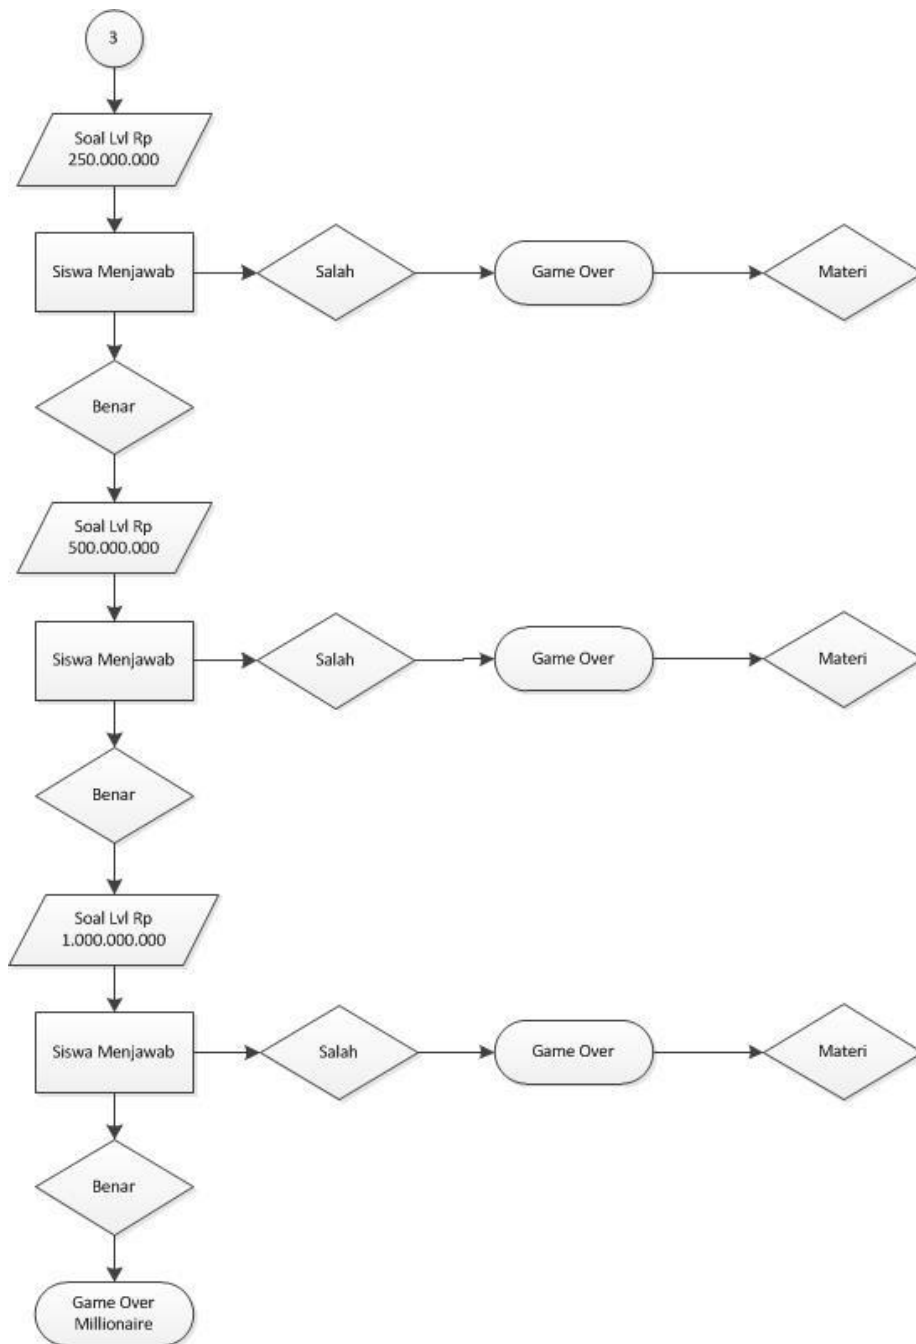 3
Soal Lvl Rp
250.000.000
Siswa Menjawab
Salah
Game Over
Materi
Benar
Soal Lvl Rp
500.000.000
Siswa Menjawab
Salah
Game Over
Materi
Benar
Soal Lvl Rp
1.000.000.000
Siswa Menjawab
Salah
Game Over
Materi
Benar
Game Over
Millionaire